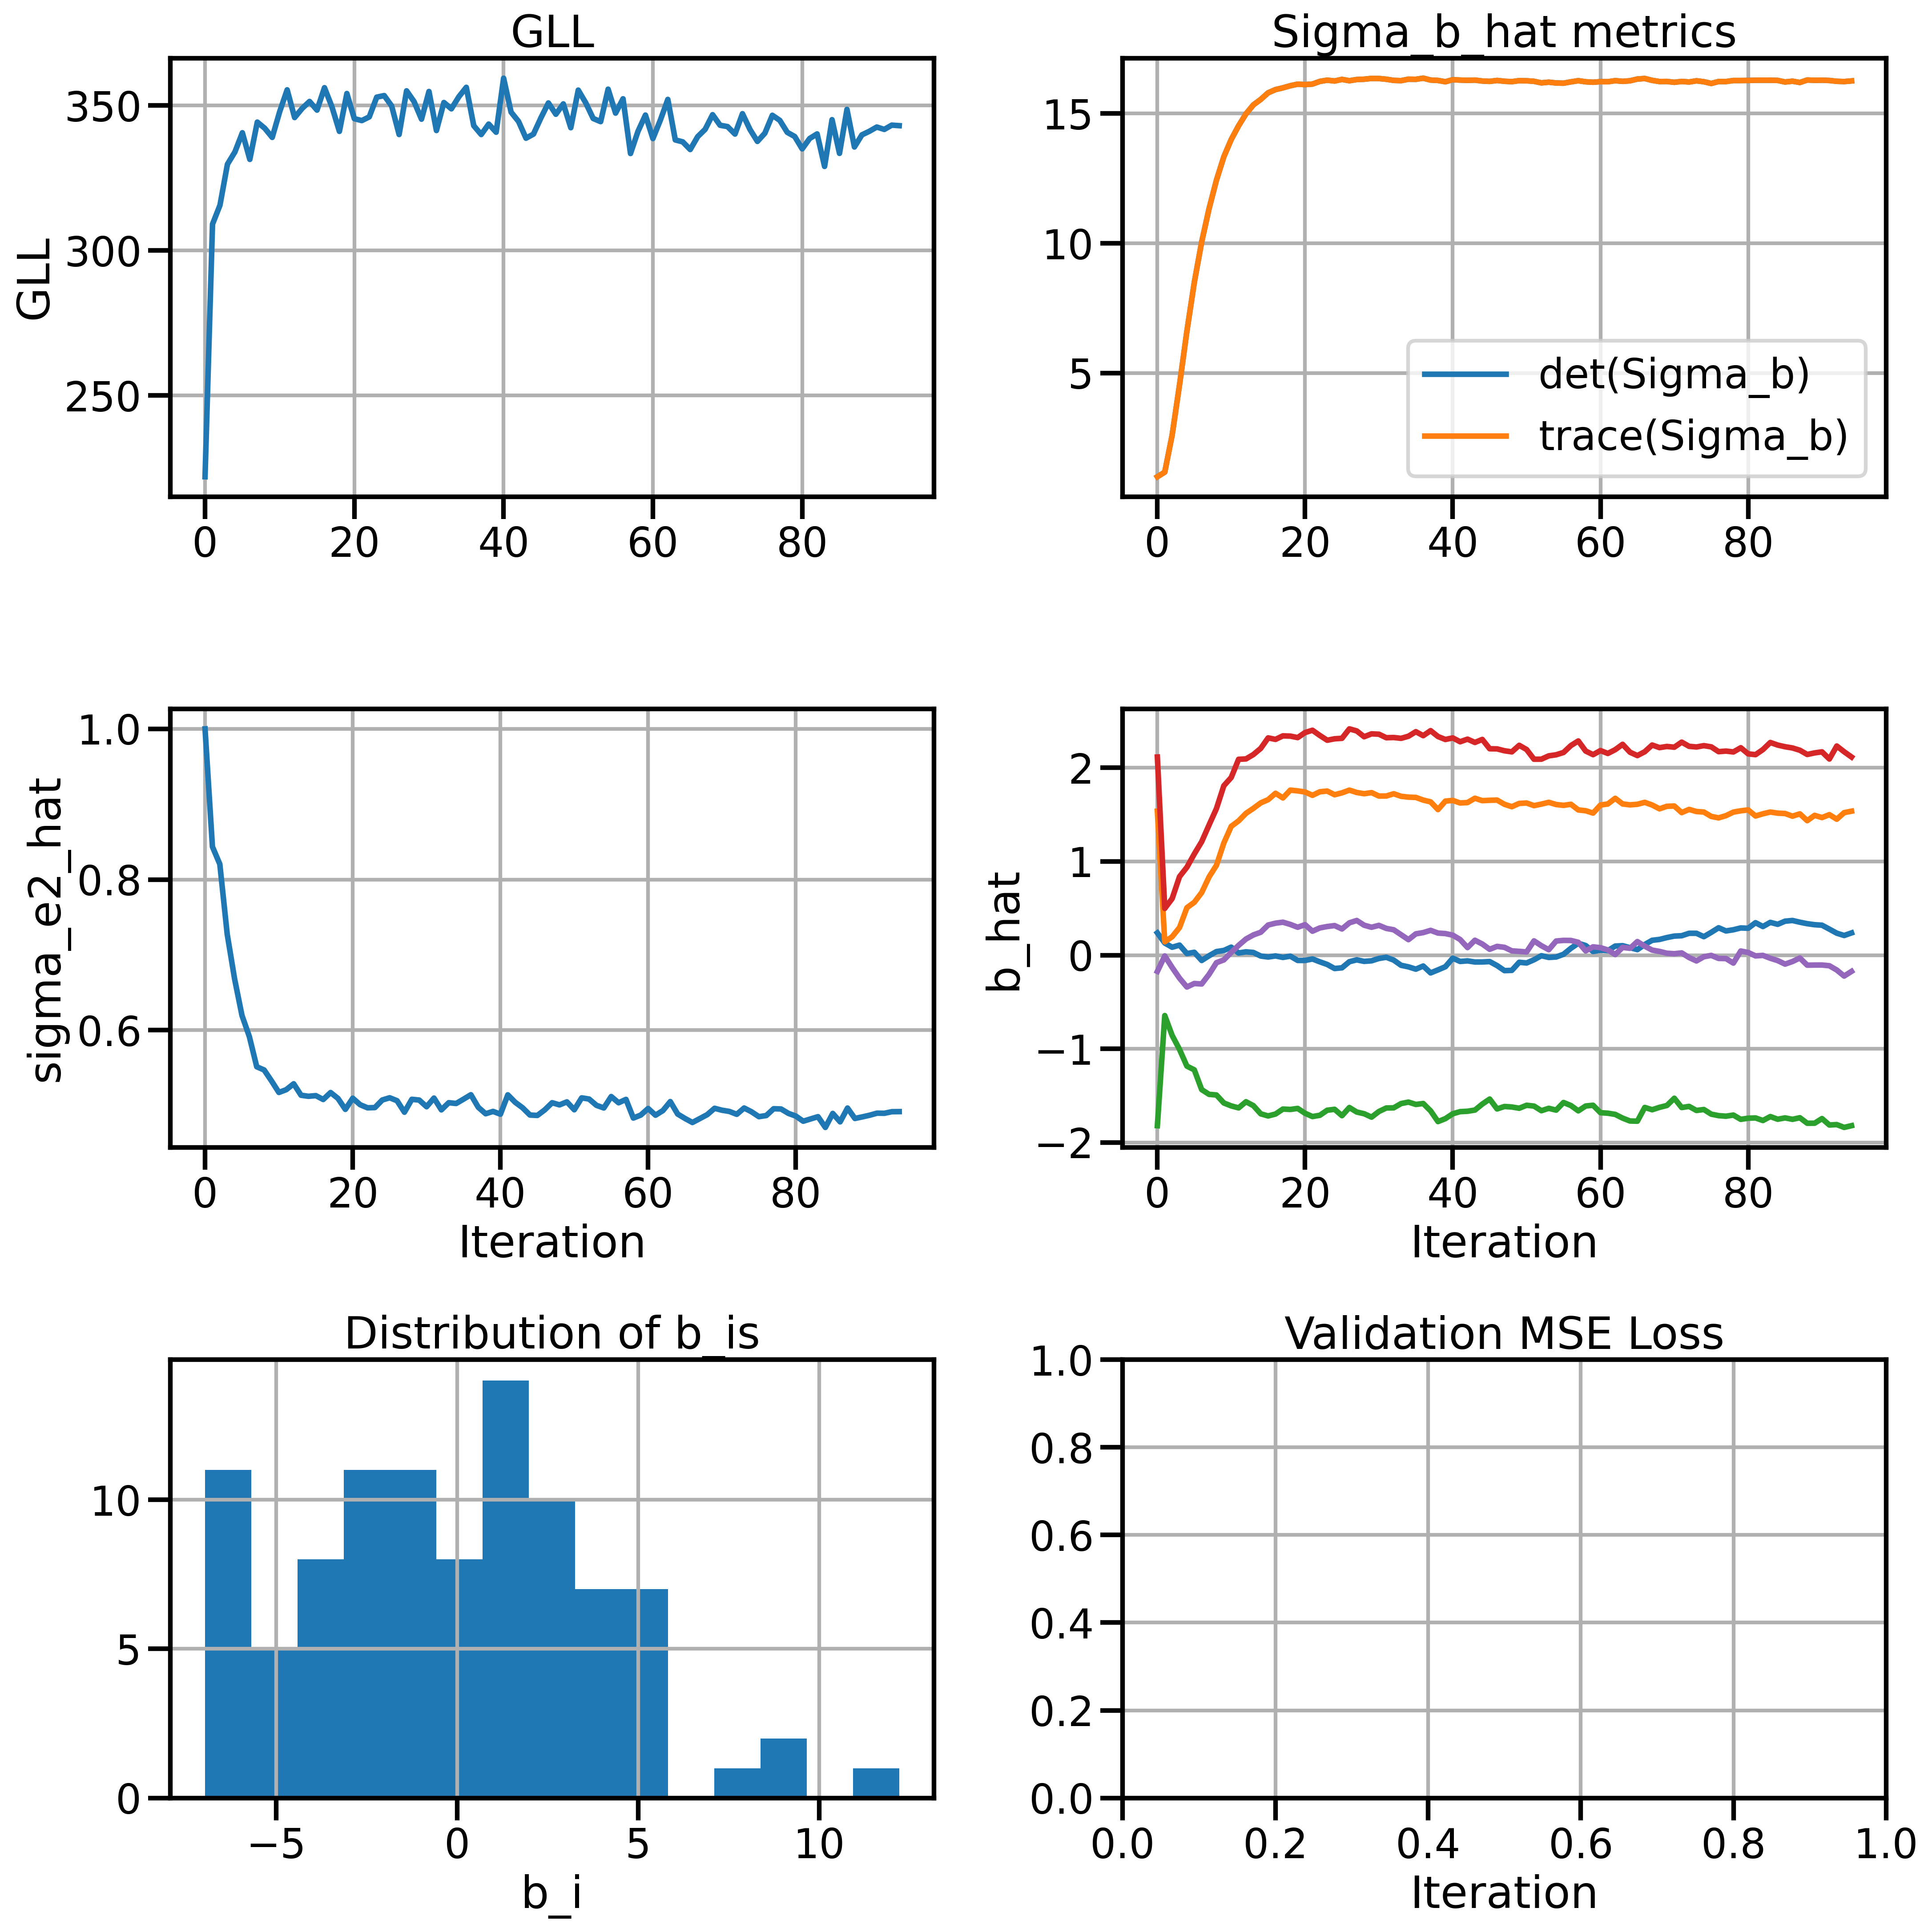 GLL
Sigma_b_hat metrics
GLL
350
300
250
0 20 40 60 80
15
10
5
det(Sigma_b)
trace(Sigma_b)
0 20 40 60 80
sigma_e2_hat
1.0
0.8
0.6
0 20 40 60 80
Iteration
b_hat
2
1
0
−1
−2
0 20 40 60 80
Iteration
Distribution of b_is
10
5
0
−5 0 5 10
b_i
Validation MSE Loss
1.0
0.8
0.6
0.4
0.2
0.0
0.0 0.2 0.4 0.6 0.8 1.0
Iteration